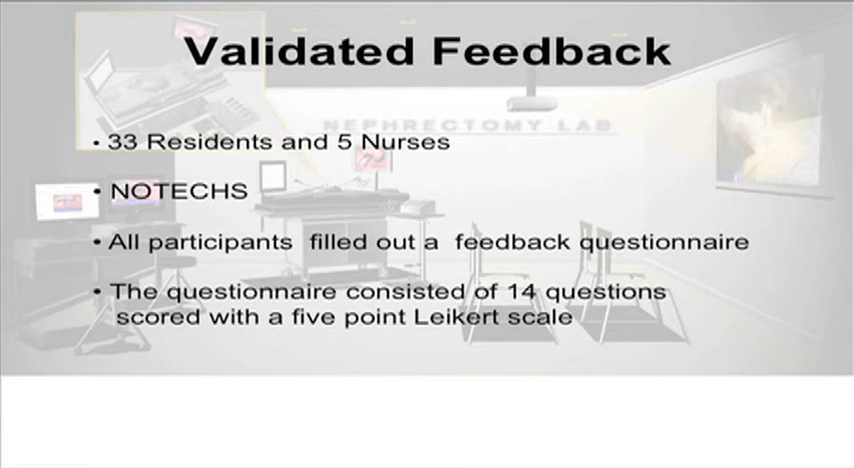 Validated Feedback
NEPHRECTOMY LAB
• 33 Residents and 5 Nurses
• NOTECHS
• All participants filled out a feedback questionnaire
• The questionnaire consisted of 14 questions
scored with a five point Leikert scale